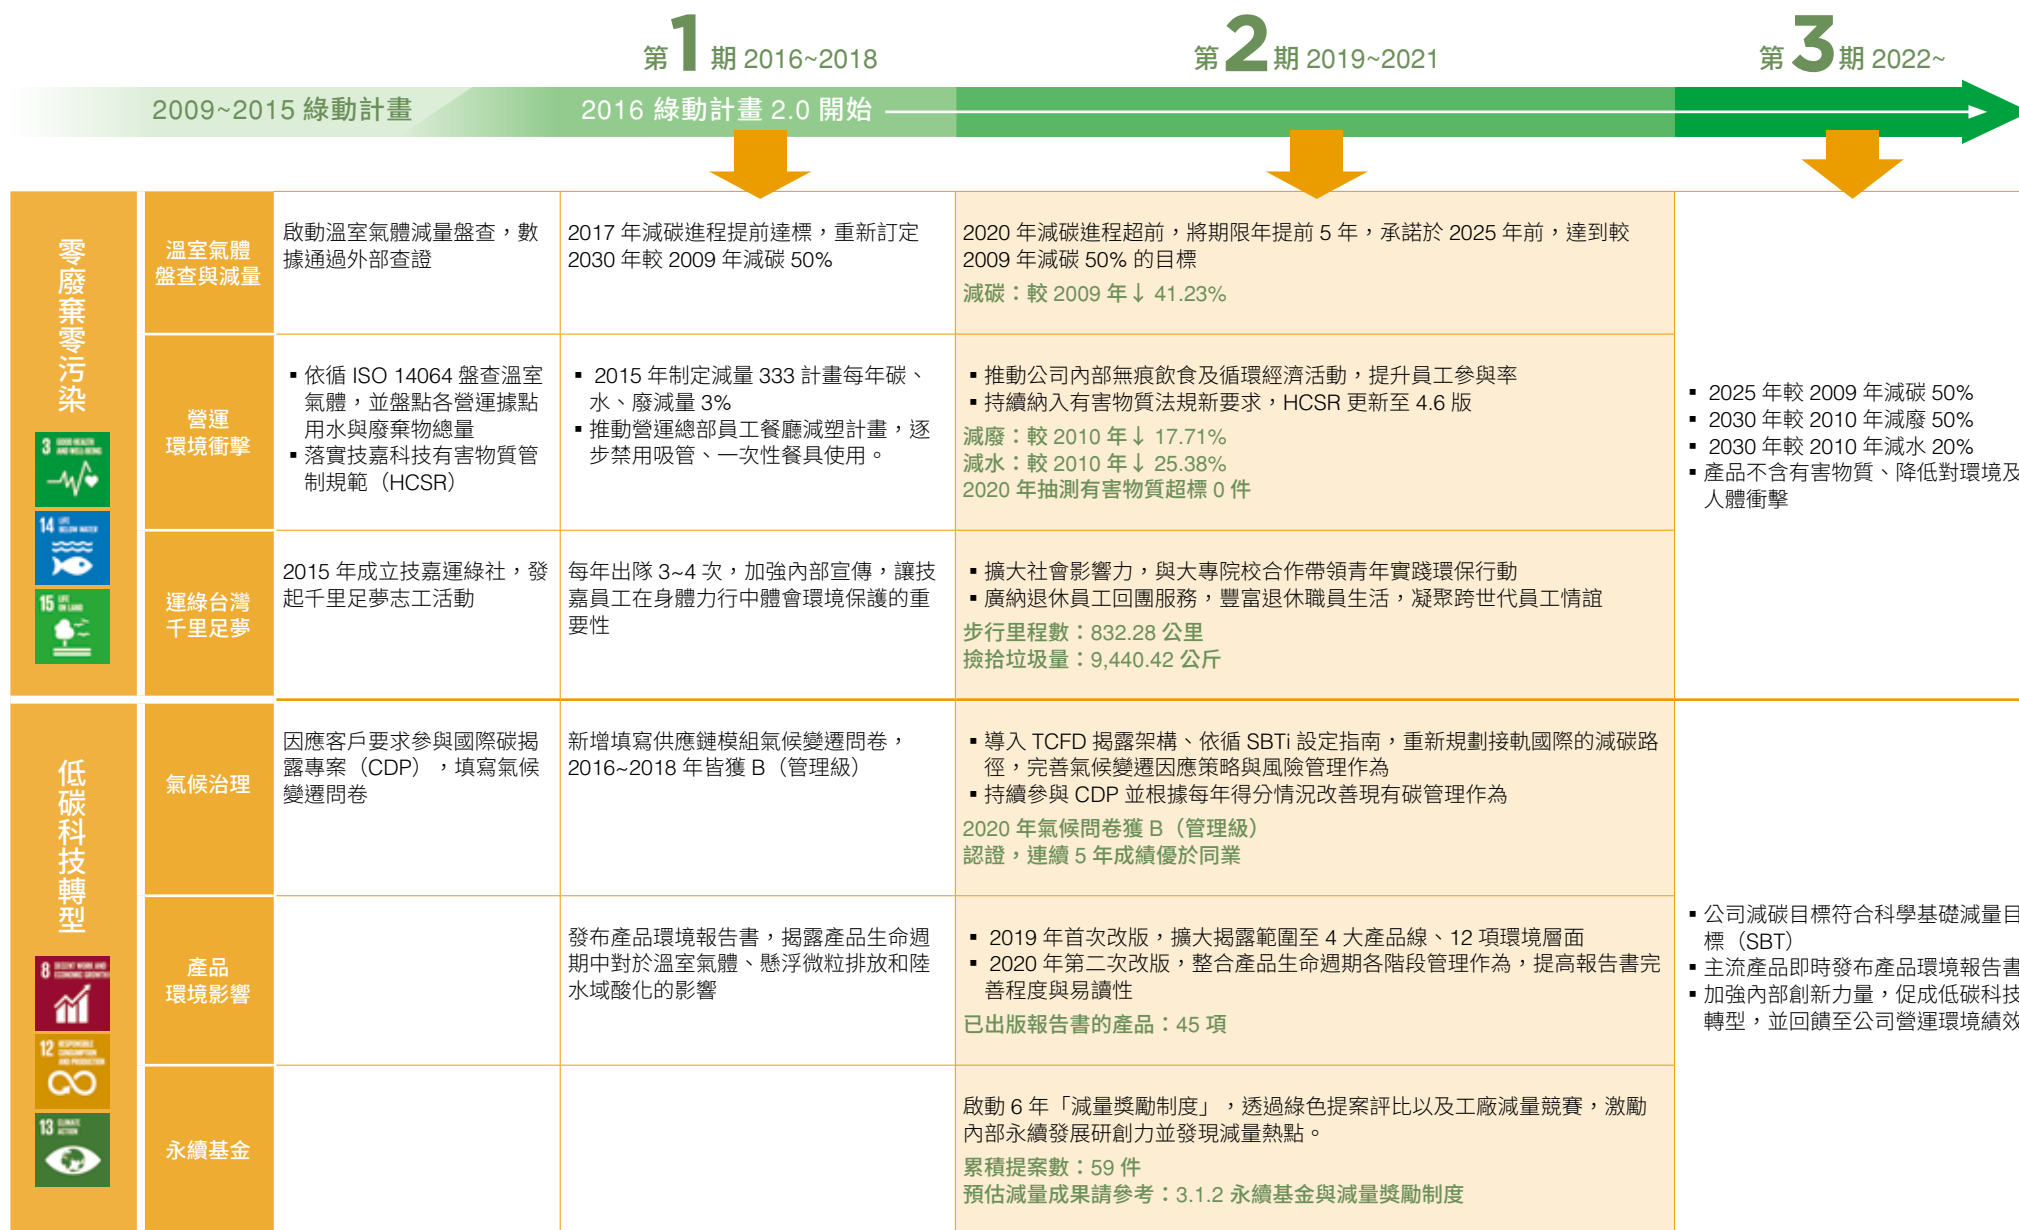 第1期 2016~2018
第2期 2019~2021
第3期 2022~
2009~2015 綠動計畫
2016 綠動計畫 2.0 開始
零廢棄零污染
3 GOOD HEALTH AND WELL-BEING
14 LIFE BELOW WATER
15 LIFE ON LAND
溫室氣體
盤查與減量
啟動溫室氣體減量盤查，數
據通過外部查證
2017 年減碳進程提前達標，重新訂定
2030 年較 2009 年減碳 50%
2020 年減碳進程超前，將期限年提前 5 年，承諾於 2025 年前，達到較
2009 年減碳 50% 的目標
減碳：較 2009 年↓ 41.23%
營運
環境衝擊
▪ 依循 ISO 14064 盤查溫室
氣體，並盤點各營運據點
用水與廢棄物總量
▪ 落實技嘉科技有害物質管
制規範（HCSR）
▪ 2015 年制定減量 333 計畫每年碳、
水、廢減量 3%
▪ 推動營運總部員工餐廳減塑計畫，逐
步禁用吸管、一次性餐具使用。
▪ 推動公司內部無痕飲食及循環經濟活動，提升員工參與率
▪ 持續納入有害物質法規新要求，HCSR 更新至 4.6 版
減廢：較 2010 年↓ 17.71%
減水：較 2010 年↓ 25.38%
2020 年抽測有害物質超標 0 件
▪ 2025 年較 2009 年減碳 50%
▪ 2030 年較 2010 年減廢 50%
▪ 2030 年較 2010 年減水 20%
▪ 產品不含有害物質、降低對環境及
人體衝擊
運綠台灣
千里足夢
2015 年成立技嘉運綠社，發
起千里足夢志工活動
每年出隊 3~4 次，加強內部宣傳，讓技
嘉員工在身體力行中體會環境保護的重
要性
▪ 擴大社會影響力，與大專院校合作帶領青年實踐環保行動
▪ 廣納退休員工回團服務，豐富退休職員生活，凝聚跨世代員工情誼
步行里程數：832.28 公里
撿拾垃圾量：9,440.42 公斤
低碳科技轉型
8 DECENT WORK AND ECONOMIC GROWTH
12 RESPONSIBLE CONSUMPTION AND PRODUCTION
13 CLIMATE ACTION
氣候治理
因應客戶要求參與國際碳揭
露專案（CDP），填寫氣候
變遷問卷
新增填寫供應鏈模組氣候變遷問卷，
2016~2018 年皆獲 B（管理級）
▪ 導入 TCFD 揭露架構、依循 SBTi 設定指南，重新規劃接軌國際的減碳路
徑，完善氣候變遷因應策略與風險管理作為
▪ 持續參與 CDP 並根據每年得分情況改善現有碳管理作為
2020 年氣候問卷獲 B（管理級）
認證，連續 5 年成績優於同業
產品
環境影響
發布產品環境報告書，揭露產品生命週
期中對於溫室氣體、懸浮微粒排放和陸
水域酸化的影響
▪ 2019 年首次改版，擴大揭露範圍至 4 大產品線、12 項環境層面
▪ 2020 年第二次改版，整合產品生命週期各階段管理作為，提高報告書完
善程度與易讀性
已出版報告書的產品：45 項
▪ 公司減碳目標符合科學基礎減量目
標（SBT）
▪ 主流產品即時發布產品環境報告書
▪ 加強內部創新力量，促成低碳科技
轉型，並回饋至公司營運環境績效
永續基金
啟動 6 年「減量獎勵制度」，透過綠色提案評比以及工廠減量競賽，激勵
內部永續發展研創力並發現減量熱點。
累積提案數：59 件
預估減量成果請參考：3.1.2 永續基金與減量獎勵制度